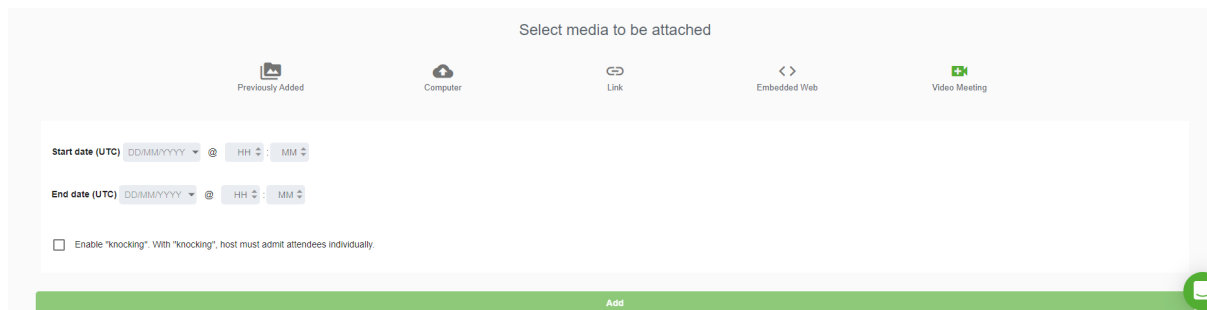 Select media to be attached
Previously Added
Computer
Link
Embedded Web
Video Meeting
Start date (UTC) DD/MM/YYYY @ HH : MM
End date (UTC) DD/MM/YYYY @ HH : MM
Enable "knocking". With "knocking", host must admit attendees individually.
Add